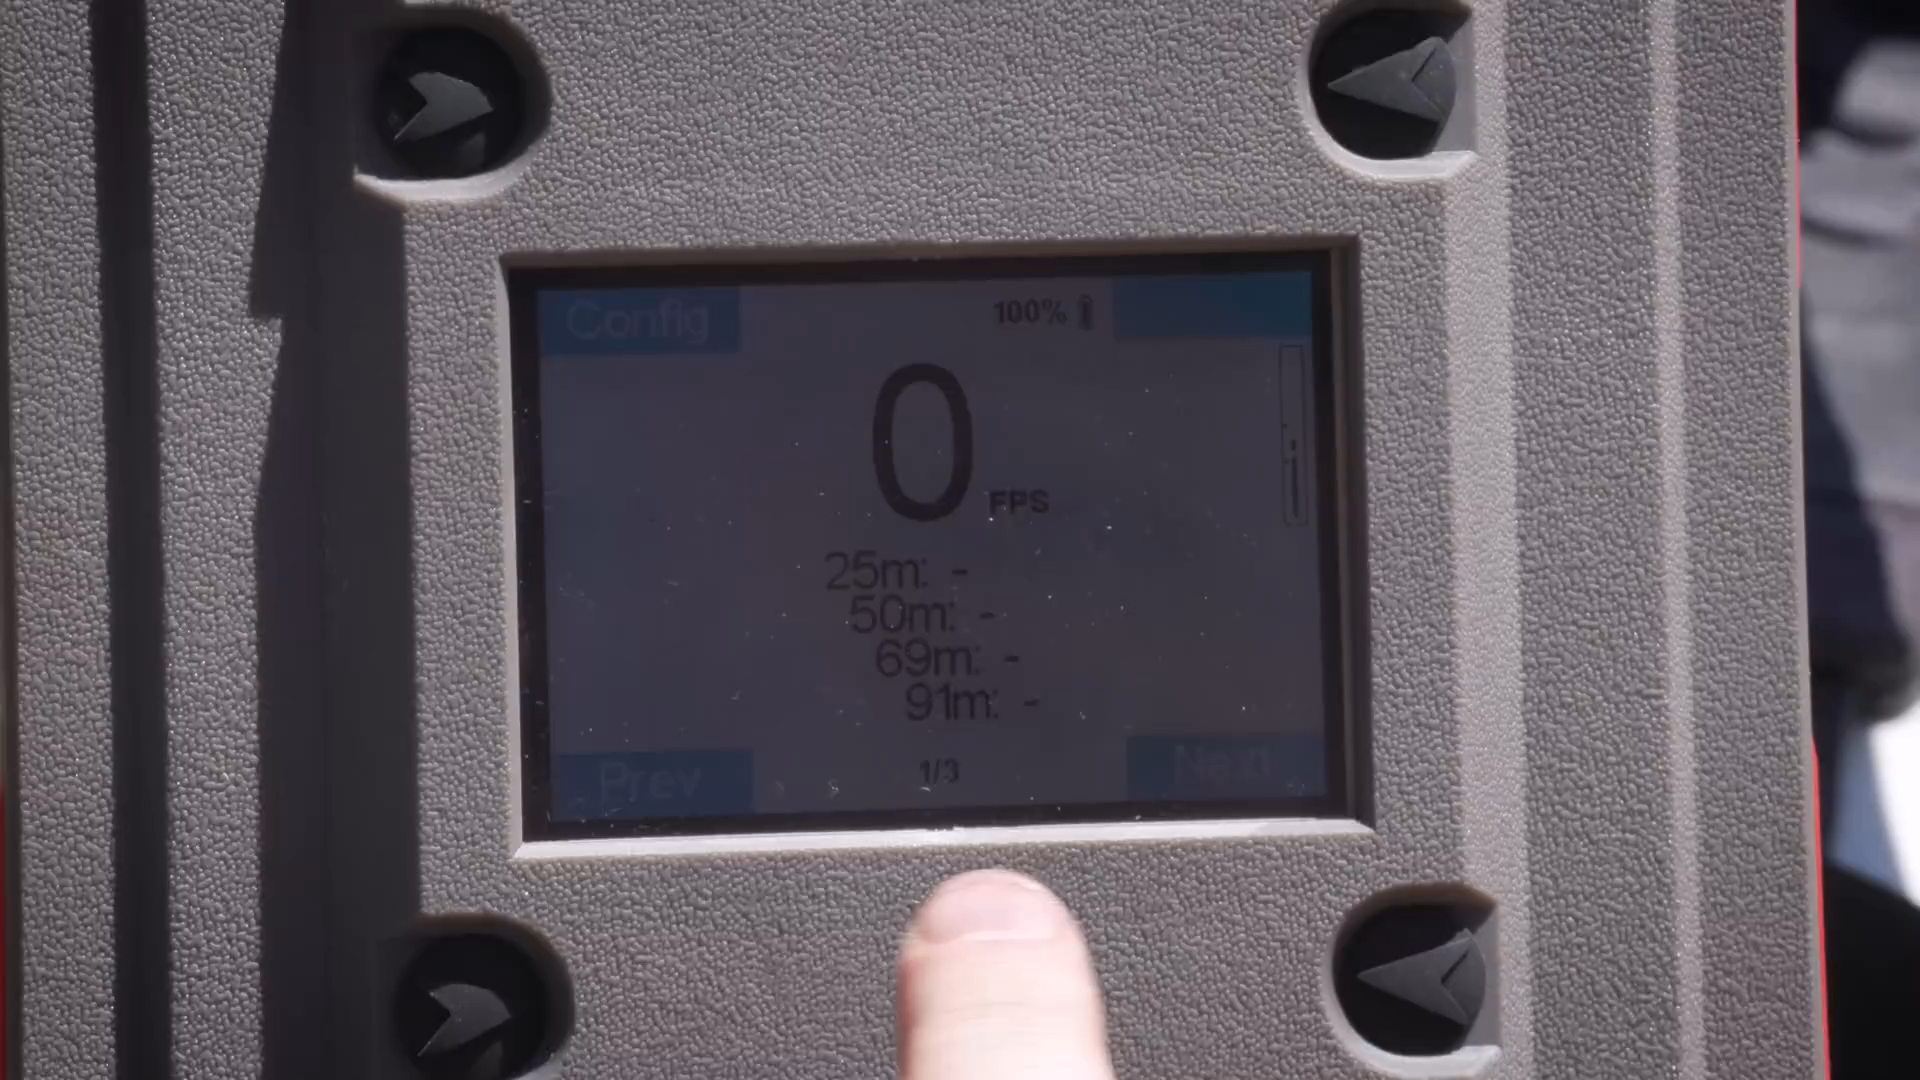 Config
100%
0 FPS
25m: -
50m: -
69m: -
91m: -
Prev
1/3
Next